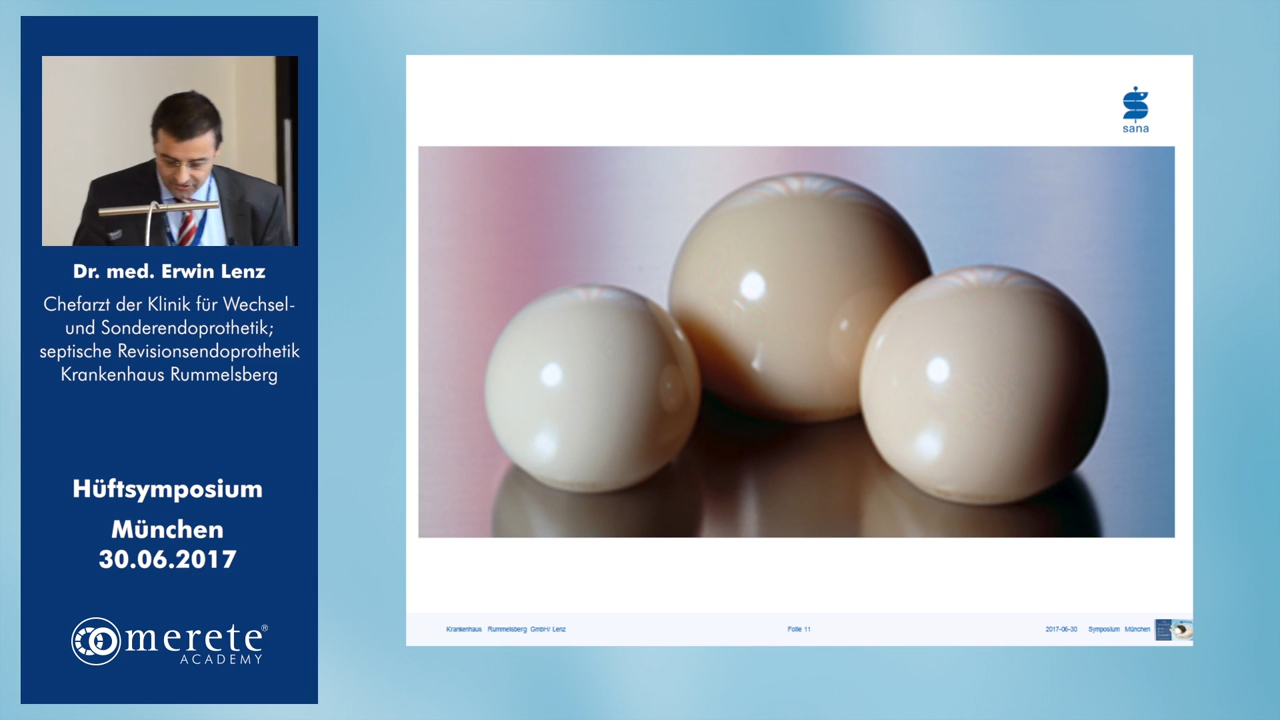 Dr. med. Erwin Lenz
Chefarzt der Klinik für Wechsel-
und Sonderendoprothetik;
septische Revisionsendoprothetik
Krankenhaus Rummelsberg
Hüftsymposium
München
30.06.2017
merete®
ACADEMY
sana
Krankenhaus Rummelsberg GmbH/ Lenz
Folie 11
2017-06-30 Symposium München